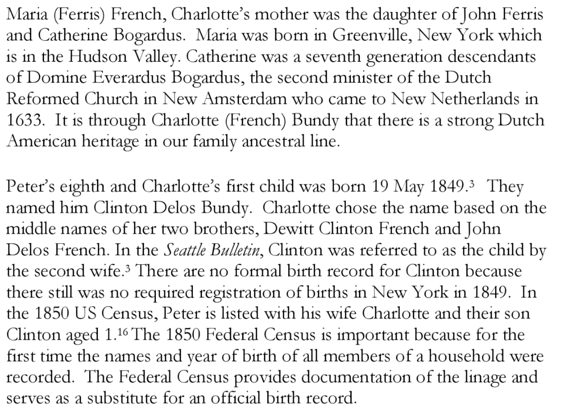 Maria (Ferris) French, Charlotte's mother was the daughter of John Ferris
and Catherine Bogardus.  Maria was born in Greenville, New York which
is in the Hudson Valley. Catherine was a seventh generation descendants
of Domine Everardus Bogardus, the second minister of the Dutch
Reformed Church in New Amsterdam who came to New Netherlands in
1633.  It is through Charlotte (French) Bundy that there is a strong Dutch
American heritage in our family ancestral line.

Peter's eighth and Charlotte's first child was born 19 May 1849.³  They
named him Clinton Delos Bundy.  Charlotte chose the name based on the
middle names of her two brothers, Dewitt Clinton French and John
Delos French. In the Seattle Bulletin, Clinton was referred to as the child by
the second wife.³ There are no formal birth record for Clinton because
there still was no required registration of births in New York in 1849.  In
the 1850 US Census, Peter is listed with his wife Charlotte and their son
Clinton aged 1.¹⁶ The 1850 Federal Census is important because for the
first time the names and year of birth of all members of a household were
recorded.  The Federal Census provides documentation of the linage and
serves as a substitute for an official birth record.